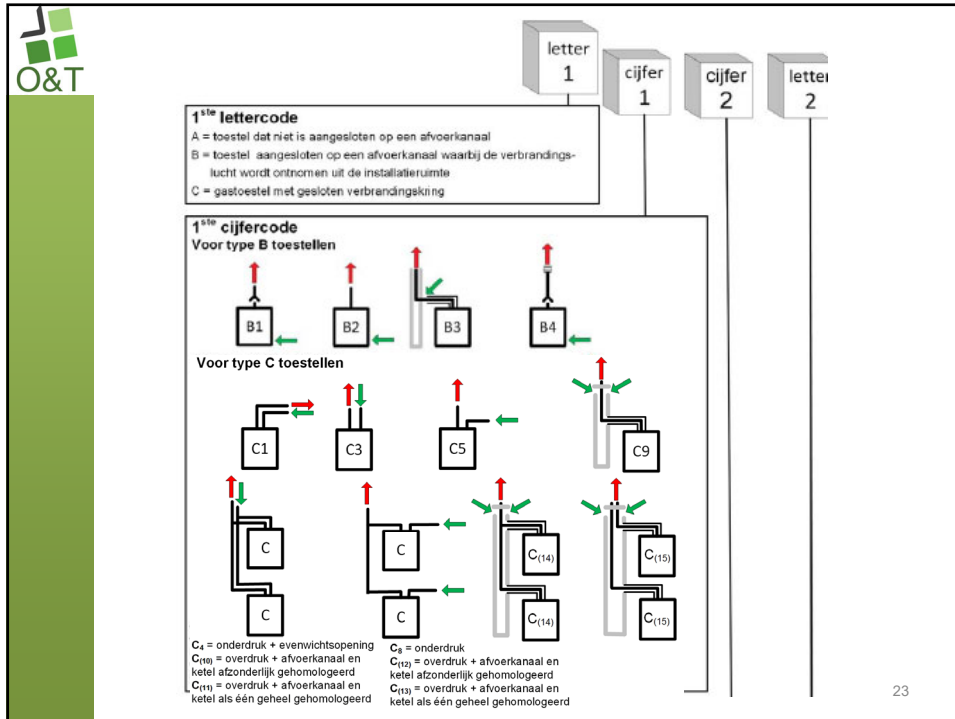 O&T
letter
1
cijfer
1
cijfer
2
lette
2
1ste lettercode
A = toestel dat niet is aangesloten op een afvoerkanaal
B = toestel aangesloten op een afvoerkanaal waarbij de verbrandings-
lucht wordt ontnomen uit de installatieruimte
C = gastoestel met gesloten verbrandingskring
1ste cijfercode
Voor type B toestellen
B1 B2 B3 B4
Voor type C toestellen
C1 C3 C5 C9
C C C(14) C(15)
C C C(14) C(15)
C4 = onderdruk + evenwichtsopening
C(10) = overdruk + afvoerkanaal en
ketel afzonderlijk gehomologeerd
C(11) = overdruk + afvoerkanaal en
ketel als één geheel gehomologeerd
C8 = onderdruk
C(12) = overdruk + afvoerkanaal en
ketel afzonderlijk gehomologeerd
C(13) = overdruk + afvoerkanaal en
ketel als één geheel gehomologeerd
23